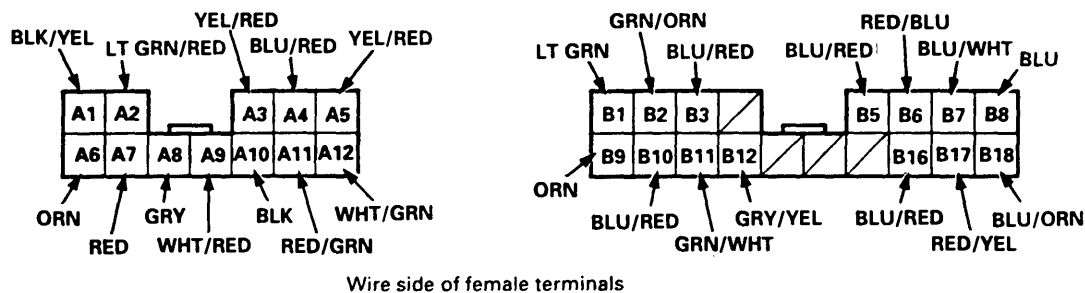 YEL/RED
BLK/YEL LT GRN/RED BLU/RED YEL/RED
A1 A2 A3 A4 A5
A6 A7 A8 A9 A10 A11 A12
ORN GRY BLK WHT/GRN
RED WHT/RED RED/GRN
GRN/ORN RED/BLU
LT GRN BLU/RED BLU/RED BLU/WHT BLU
B1 B2 B3 B5 B6 B7 B8
B9 B10 B11 B12 B16 B17 B18
ORN
BLU/RED GRY/YEL BLU/RED BLU/ORN
GRN/WHT RED/YEL
Wire side of female terminals